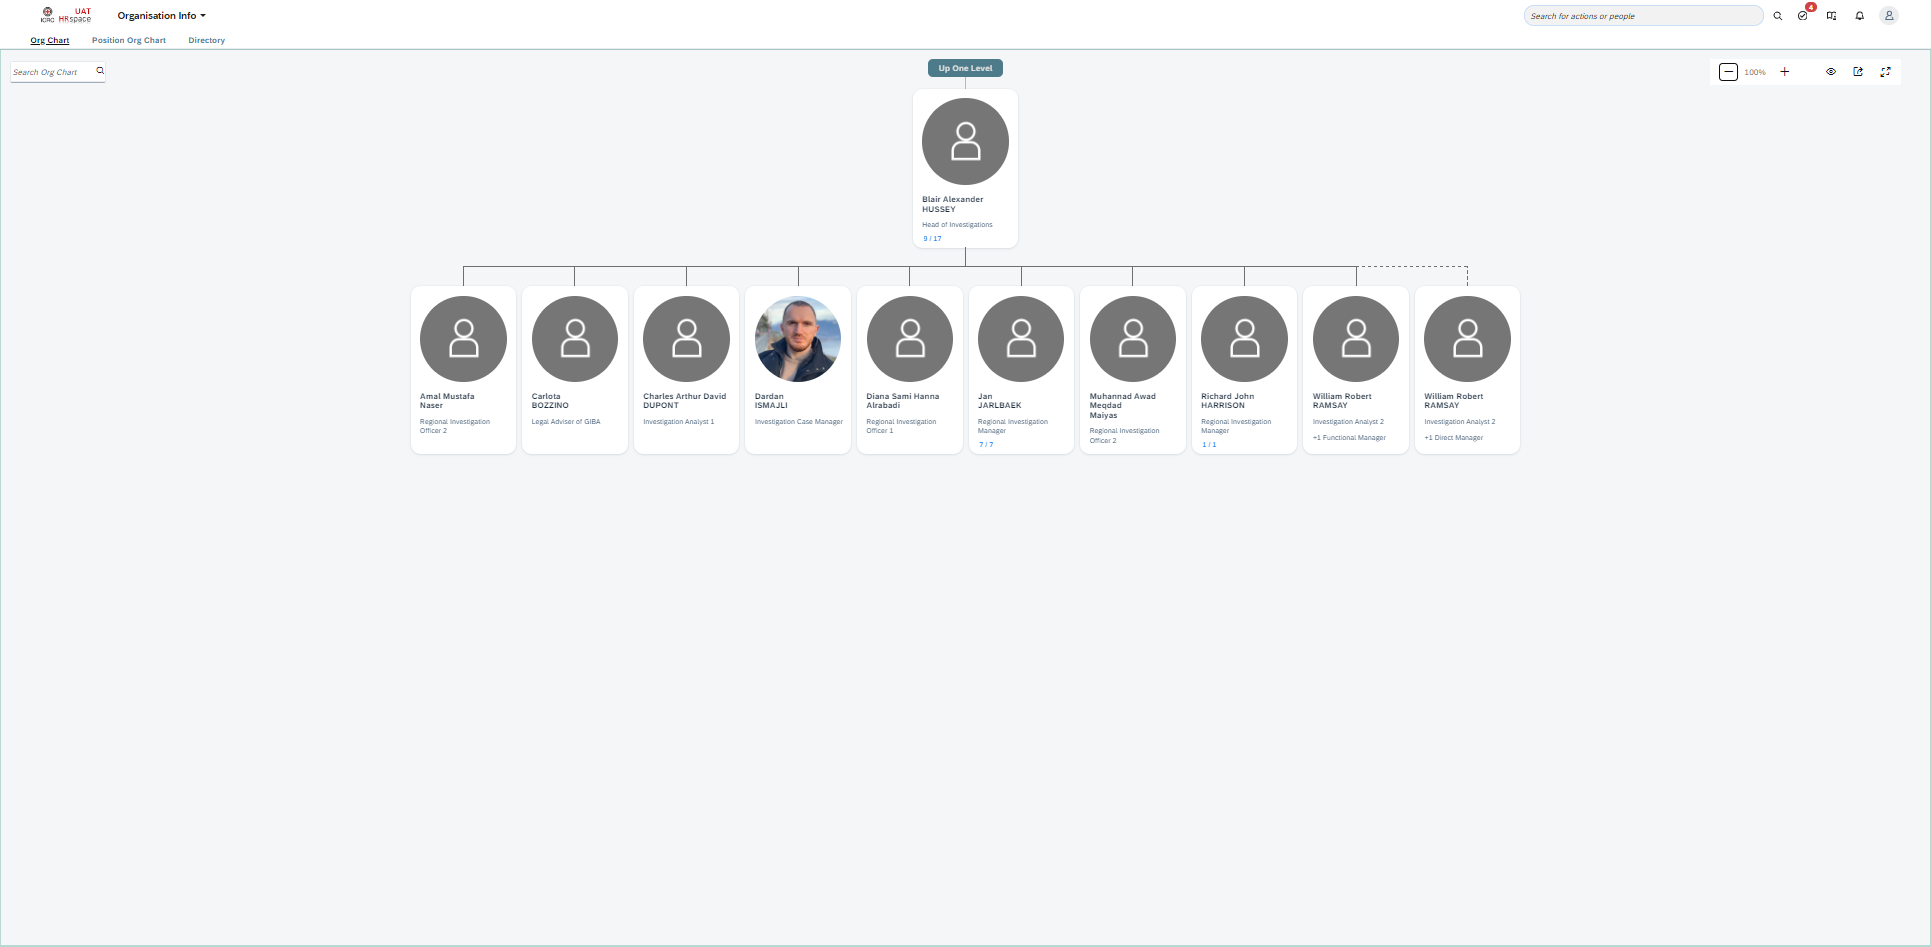 ICRC
UAT
HRspace
Organisation Info
Search for actions or people
4
Org Chart
Position Org Chart
Directory
Search Org Chart
Up One Level
100%
Blair Alexander
HUSSEY
Head of Investigations
9 / 17
Amal Mustafa
Naser
Regional Investigation
Officer 2
Carlota
BOZZINO
Legal Adviser of GIBA
Charles Arthur David
DUPONT
Investigation Analyst 1
Dardan
ISMAJLI
Investigation Case Manager
Diana Sami Hanna
Alrabadi
Regional Investigation
Officer 1
Jan
JARLBAEK
Regional Investigation
Manager
7 / 7
Muhannad Awad
Meqdad
Maiyas
Regional Investigation
Officer 2
Richard John
HARRISON
Regional Investigation
Manager
1 / 1
William Robert
RAMSAY
Investigation Analyst 2
+1 Functional Manager
William Robert
RAMSAY
Investigation Analyst 2
+1 Direct Manager